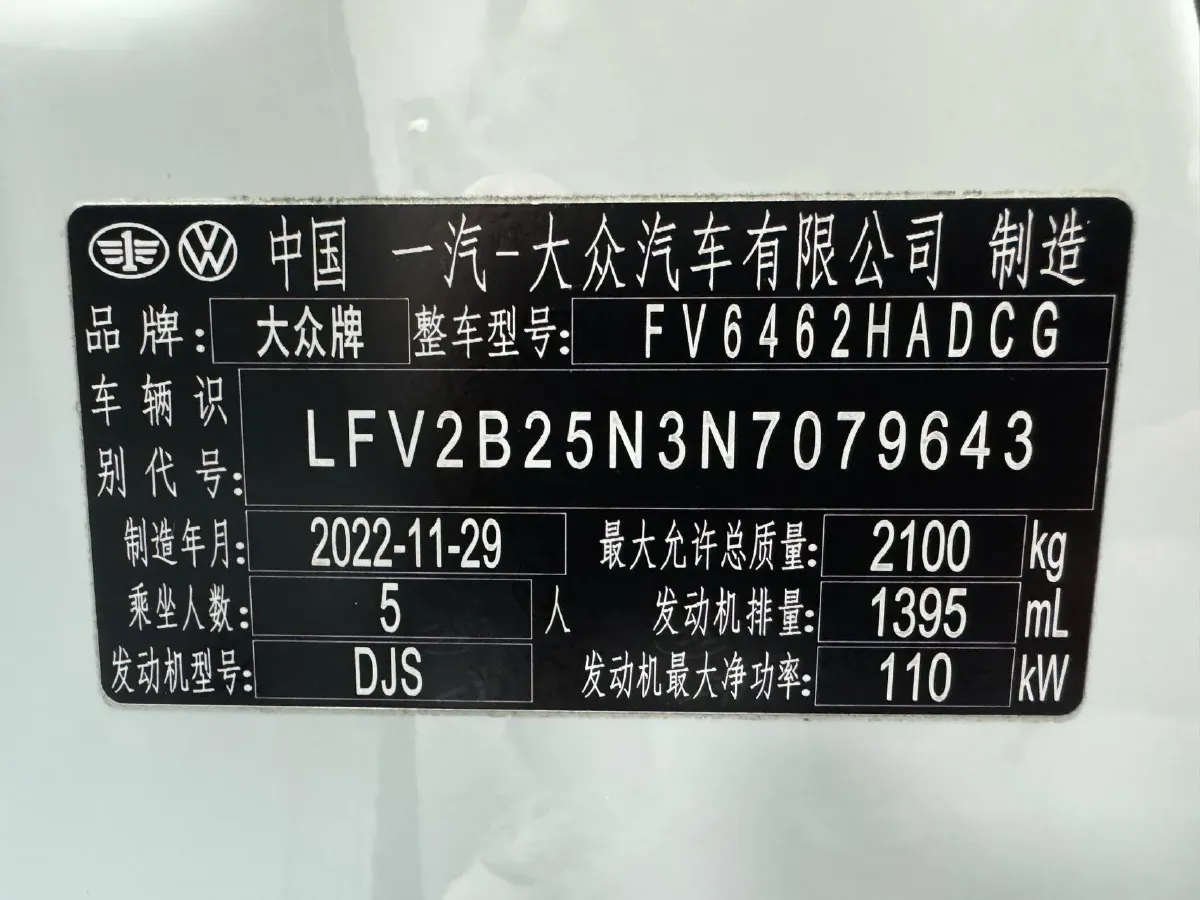 中国 一汽-大众汽车有限公司 制造
品牌: 大众牌 整车型号: FV6462HADCG
车辆识别代号: LFV2B25N3N7079643
制造年月: 2022-11-29 最大允许总质量: 2100 kg
乘坐人数: 5 人 发动机排量: 1395 mL
发动机型号: DJS 发动机最大净功率: 110 kW